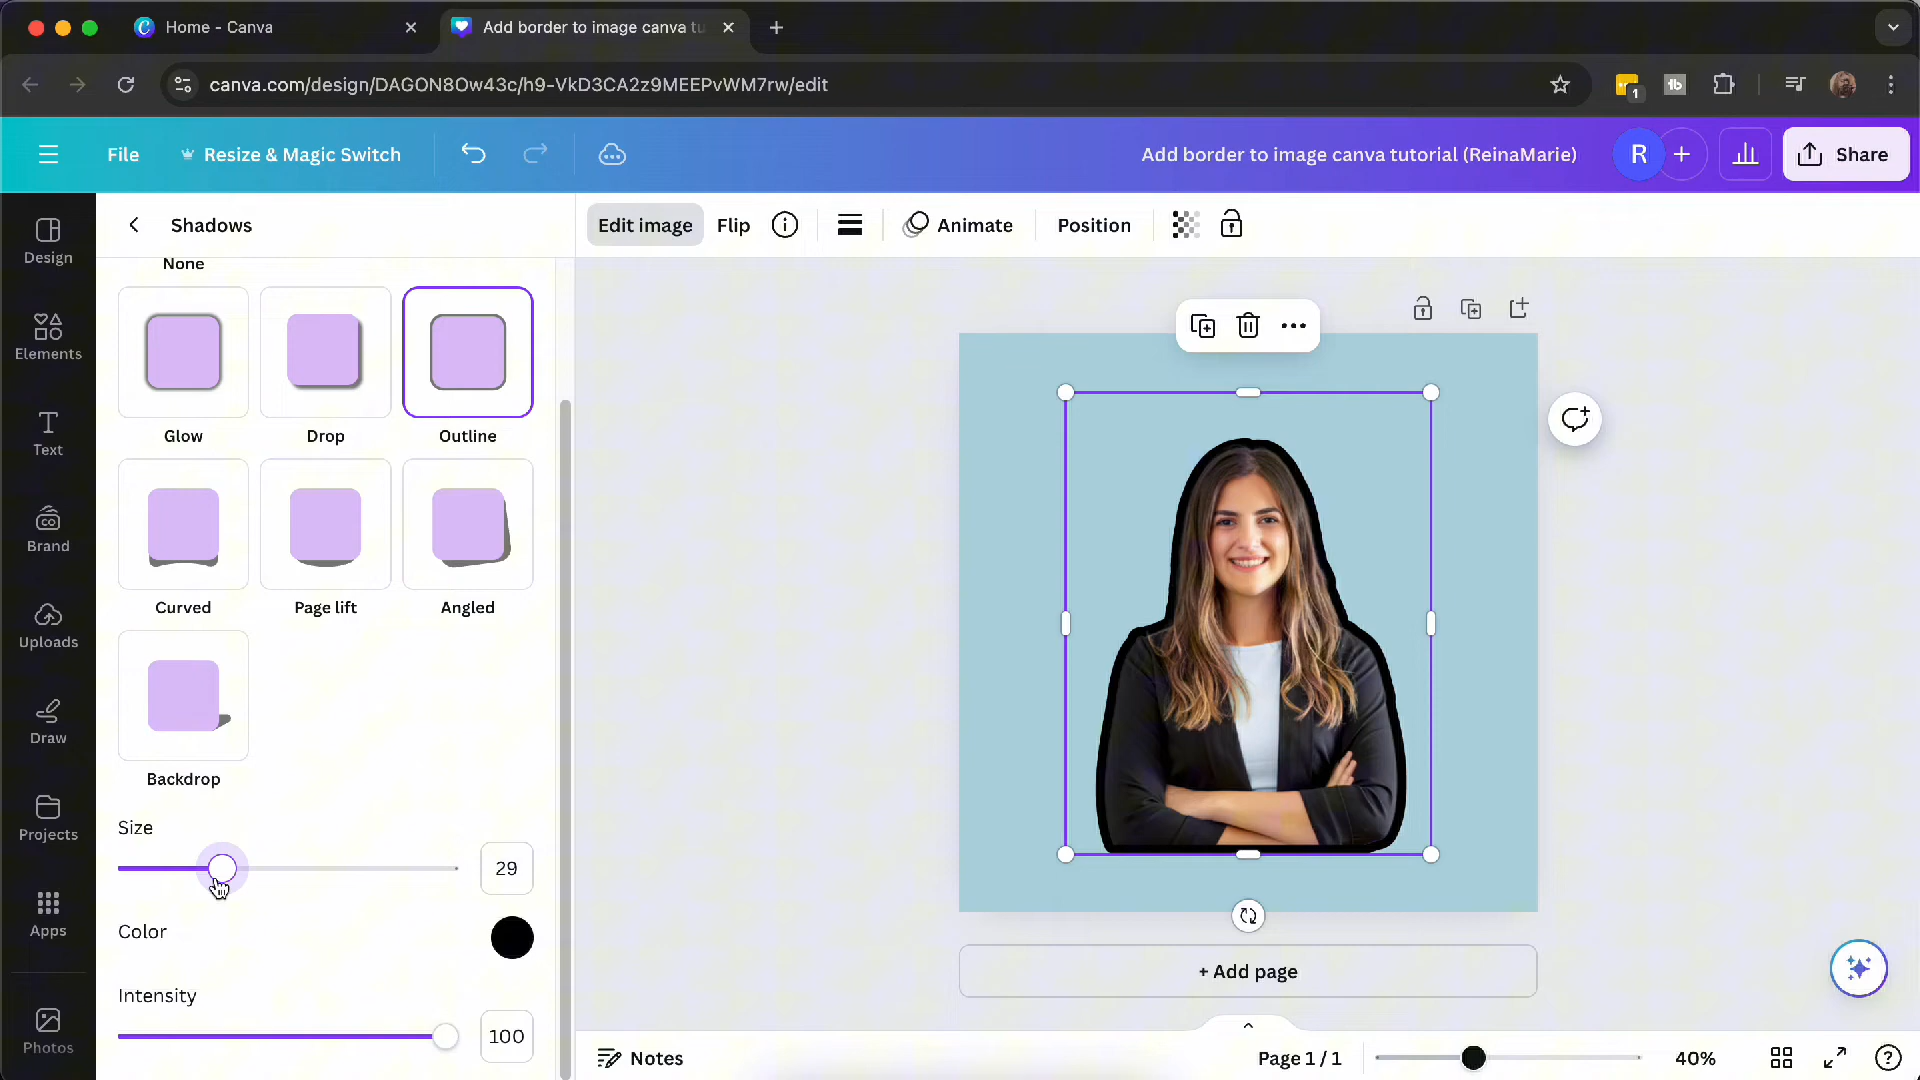 Home - Canva
Add border to image canva tu
canva.com/design/DAGON8Ow43c/h9-VkD3CA2z9MEEPvWM7rw/edit
1
tb
File
Resize & Magic Switch
Add border to image canva tutorial (ReinaMarie)
R
Share
Design
Elements
Text
Brand
Uploads
Draw
Projects
Apps
Photos
Shadows
None
Glow
Drop
Outline
Curved
Page lift
Angled
Backdrop
Size
29
Color
Intensity
100
Edit image
Flip
Animate
Position
+ Add page
Notes
Page 1 / 1
40%